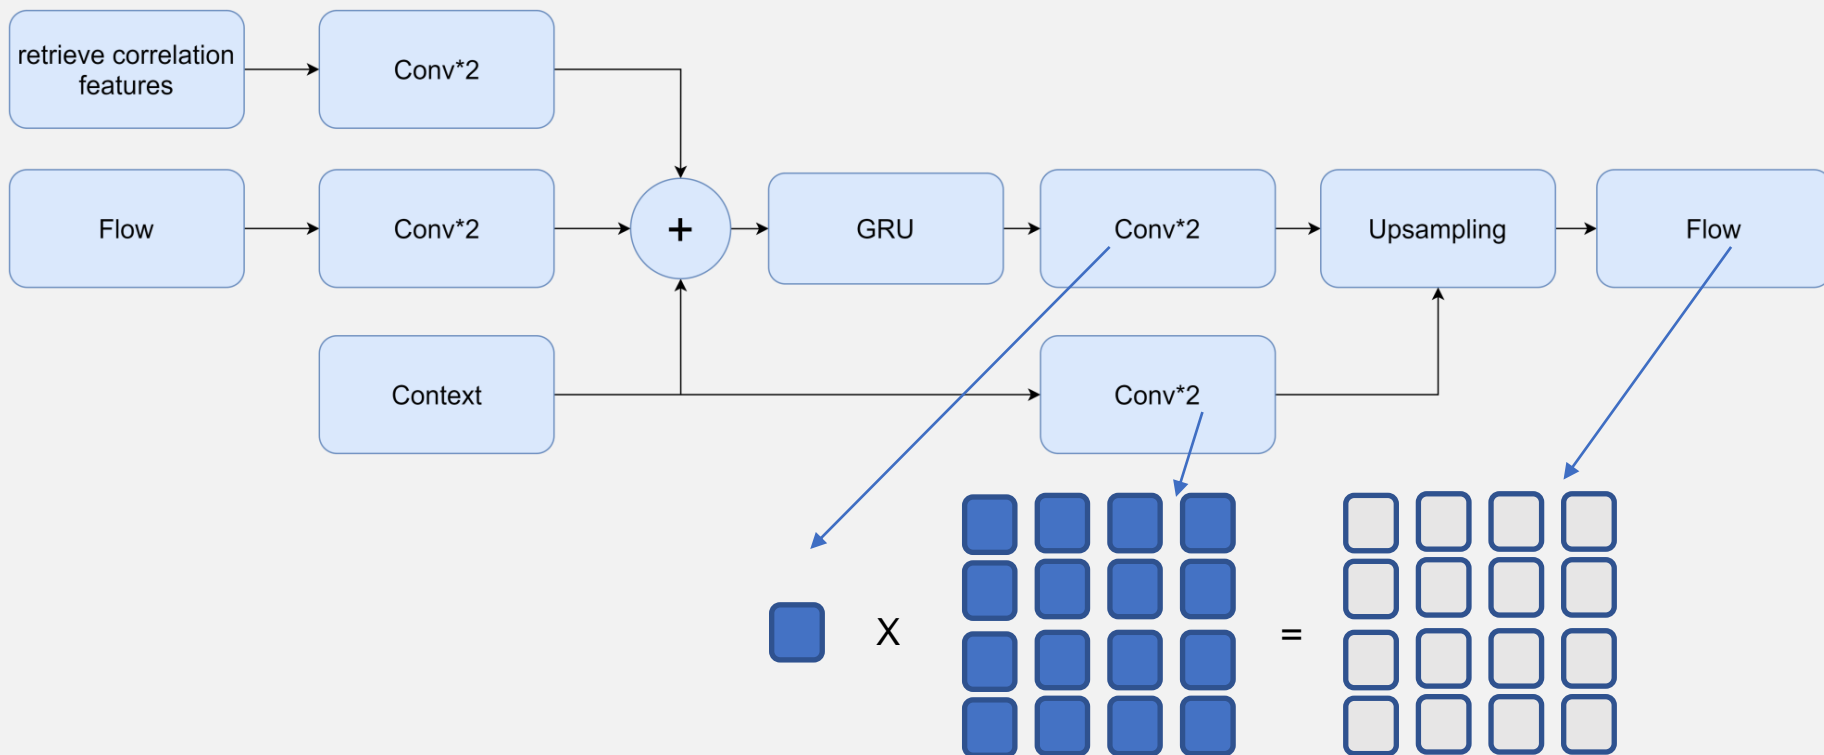 retrieve correlation
features
Conv*2
Flow
Conv*2
+
GRU
Conv*2
Upsampling
Flow
Context
Conv*2
X
=